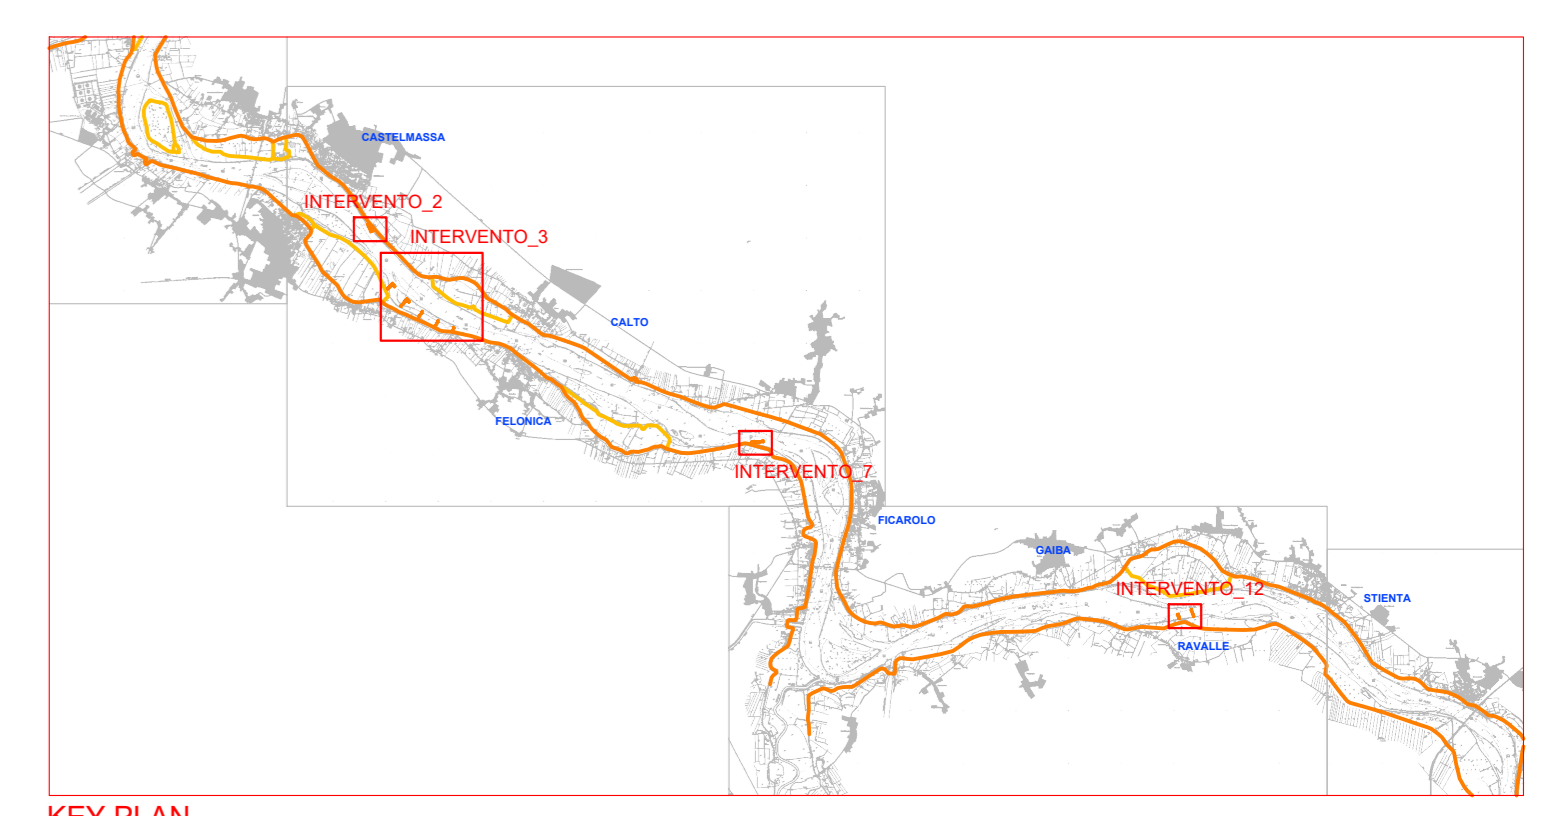 CASTELMASSA
INTERVENTO_2
INTERVENTO_3
CALTO
FELONICA
INTERVENTO_7
FICAROLO
GAIBA
INTERVENTO_12
STIENTA
RAVALLE
KEY PLAN